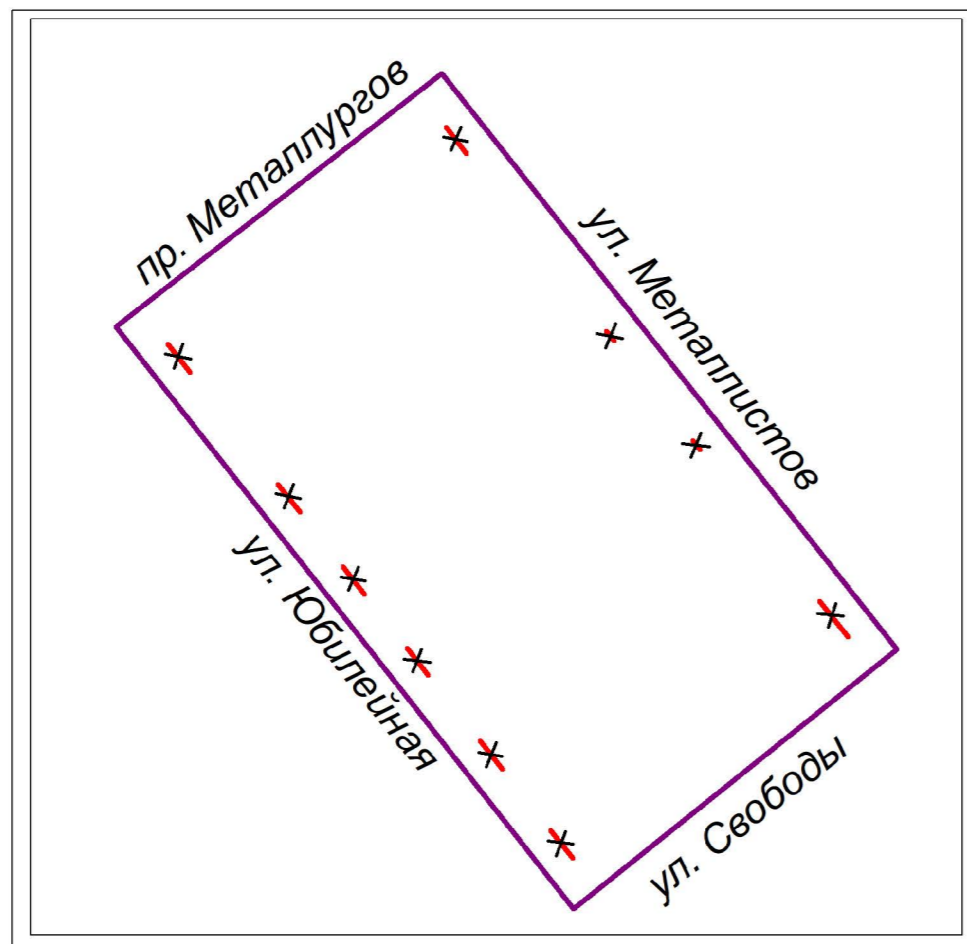 пр. Металлургов
ул. Металлистов
ул. Юбилейная
ул. Свободы